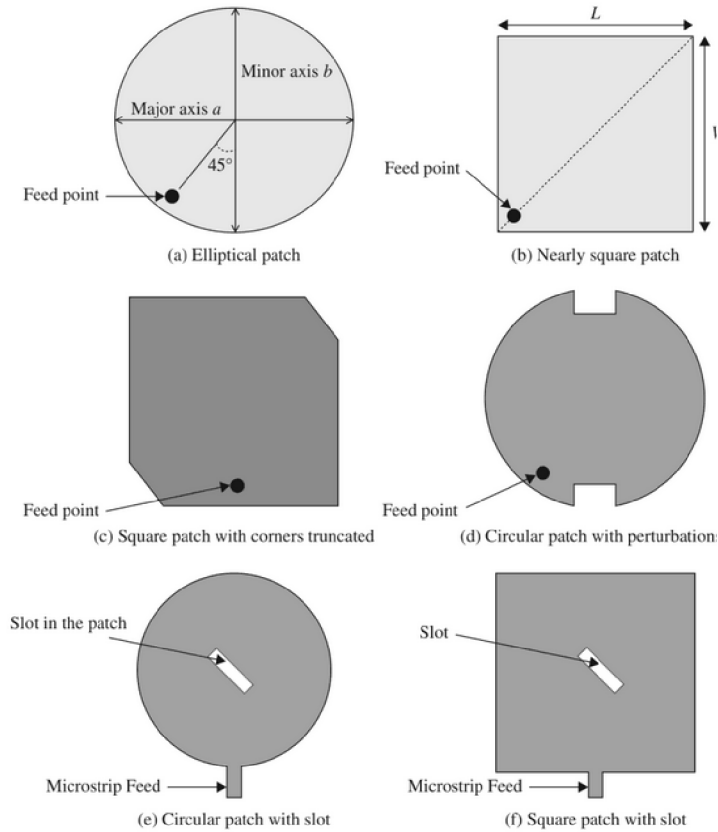 L
Minor axis b
Major axis a
45°
Feed point
Feed point
(a) Elliptical patch
(b) Nearly square patch
Feed point
Feed point
(c) Square patch with corners truncated
(d) Circular patch with perturbations
Slot in the patch
Slot
Microstrip Feed
Microstrip Feed
(e) Circular patch with slot
(f) Square patch with slot